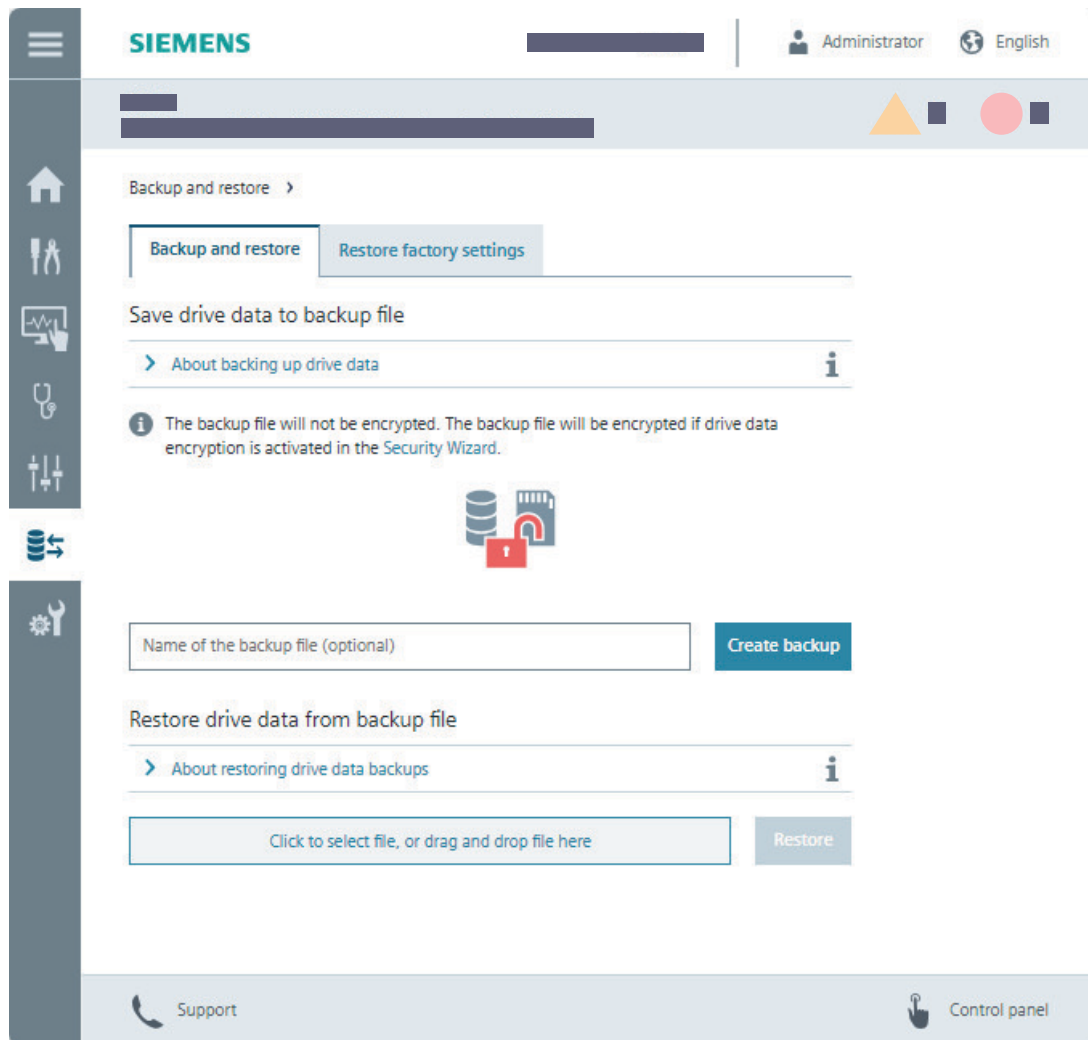 SIEMENS
Administrator
English
Backup and restore
Backup and restore
Restore factory settings
Save drive data to backup file
About backing up drive data
The backup file will not be encrypted. The backup file will be encrypted if drive data
encryption is activated in the Security Wizard.
Name of the backup file (optional)
Create backup
Restore drive data from backup file
About restoring drive data backups
Click to select file, or drag and drop file here
Restore
Support
Control panel